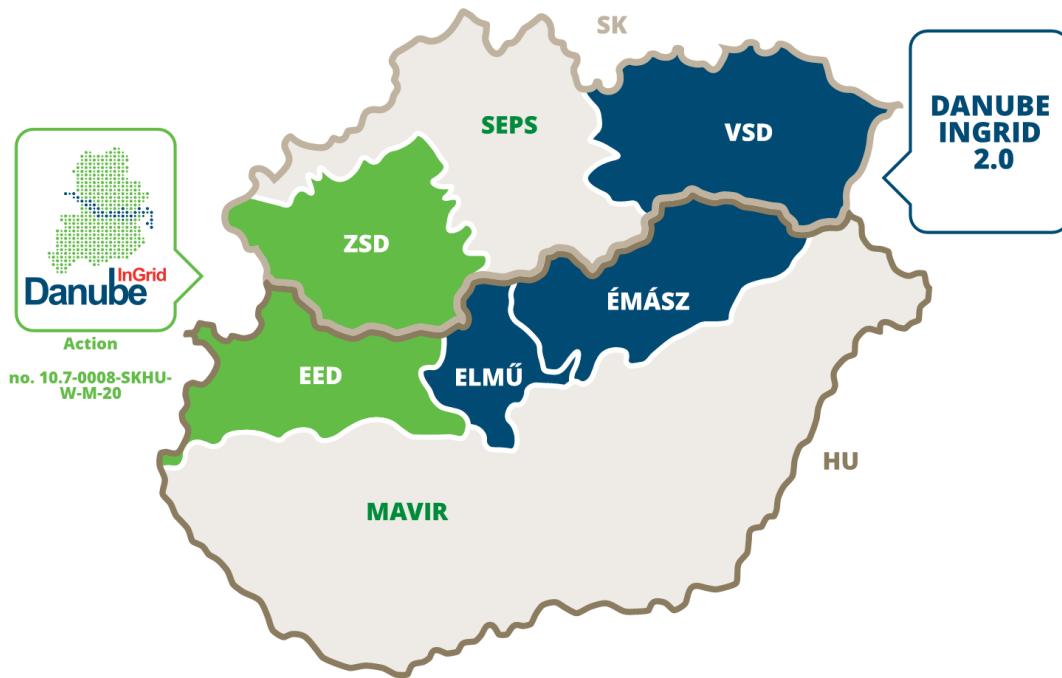 SK
SEPS
VSD
DANUBE
INGRID
2.0
ZSD
InGrid
Danube
Action
no. 10.7-0008-SKHU-
W-M-20
ÉMÁSZ
EED
ELMŰ
HU
MAVIR